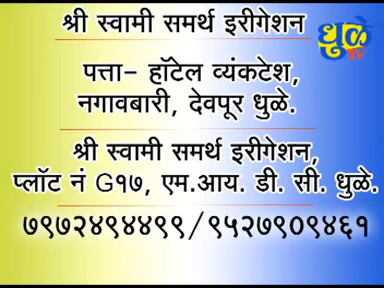 श्री स्वामी समर्थ इरीगेशन
धुळे
पत्ता- हॉटेल व्यंकटेश,
नगावबारी, देवपूर धुळे.
श्री स्वामी समर्थ इरीगेशन,
प्लॉट नं G१७, एम.आय. डी. सी. धुळे.
७९७२४९४४९९/९५२७९०९४६१